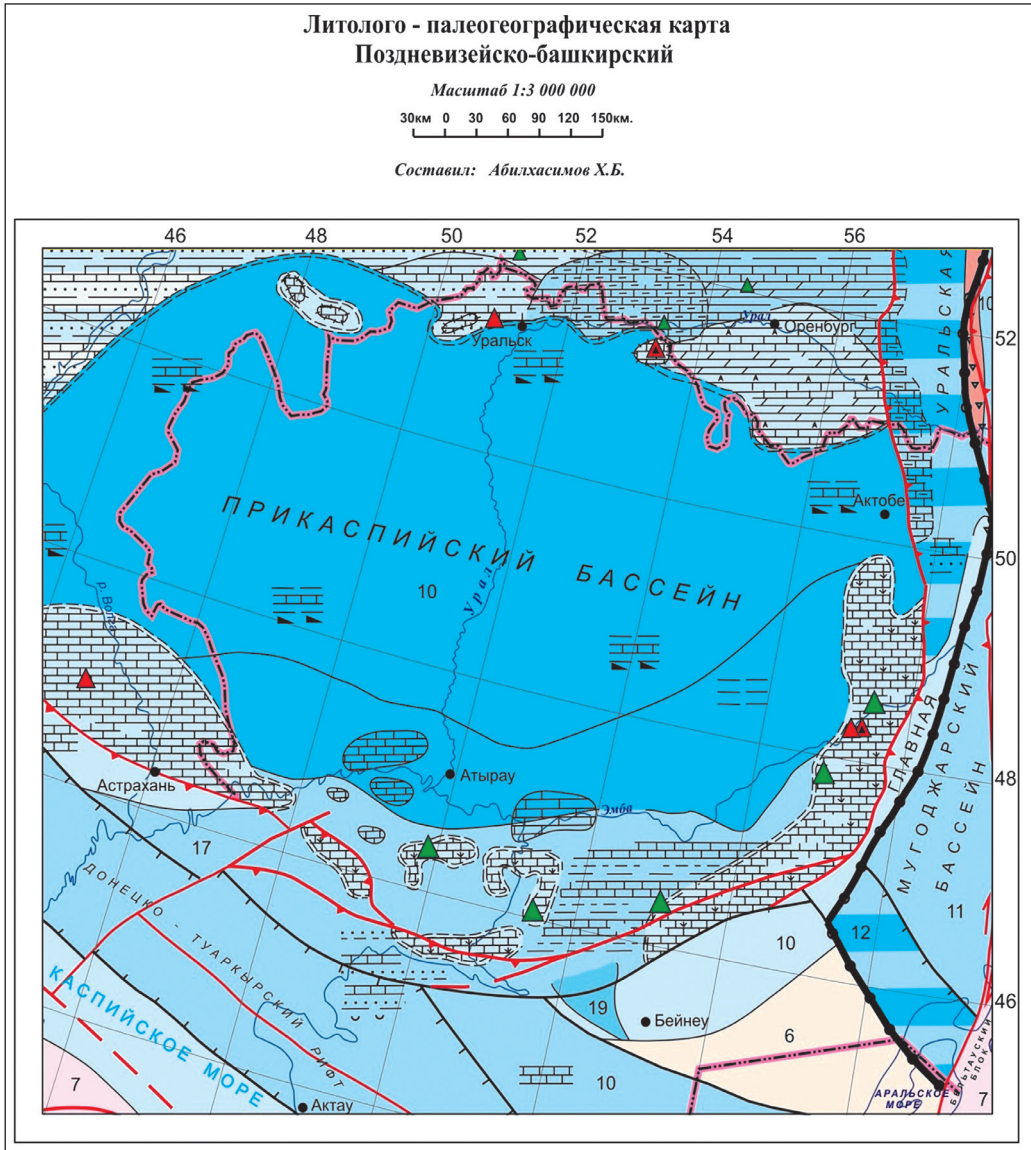 Литолого - палеогеографическая карта
Поздневизейско-башкирский
Масштаб 1:3 000 000
30км 0 30 60 90 120 150км.
Составил: Абилхасимов Х.Б.
46 48 50 52 54 56
УРАЛЬСКАЯ
10
52
Урал
Оренбург
Уральск
Актобе
ПРИКАСПИЙСКИЙ БАССЕЙН
50
10
Урал
р. Волга
ГЛАВНАЯ
МУГОДЖАРСКИЙ
БАССЕЙН
48
Астрахань
Атырау
Эмба
17
ДОНЕЦКО - ТУАРКЫРСКИЙ РИФТ
11
12
10
КАСПИЙСКОЕ МОРЕ
46
19
Бейнеу
6
10
7
Актау
АРАЛЬСКОЕ
МОРЕ
БЛОК
7